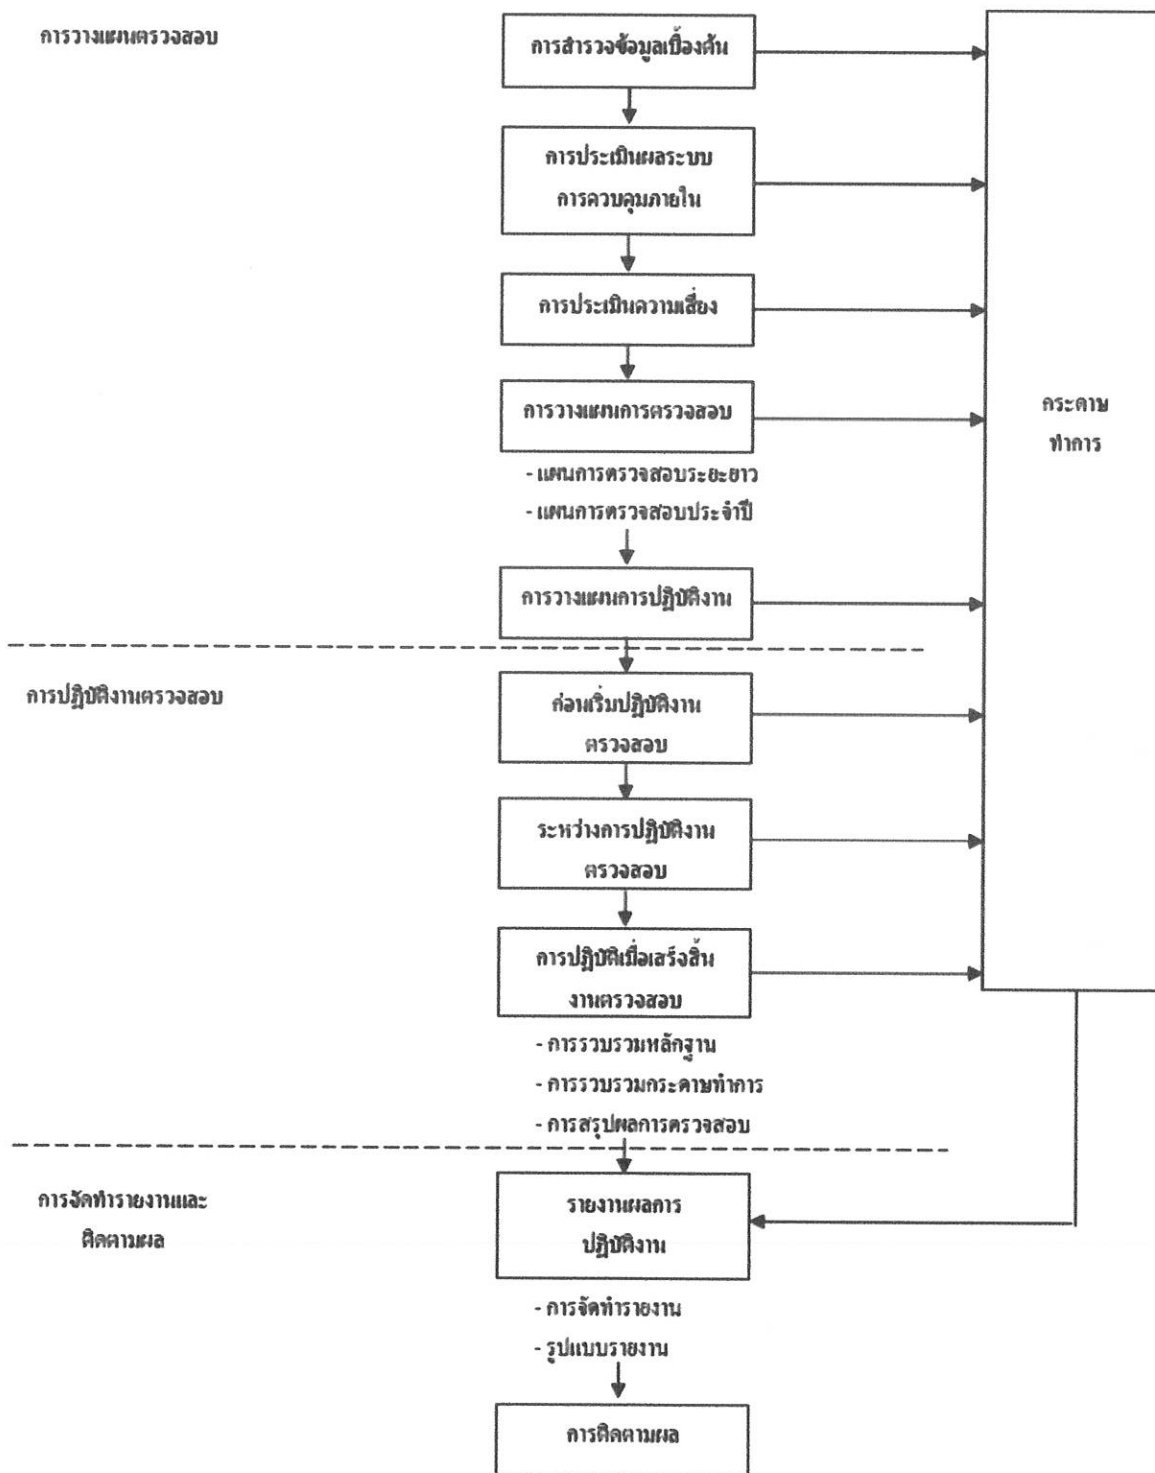 การวางแผนตรวจสอบ
การสำรวจข้อมูลเบื้องต้น
การประเมินผลระบบ
การควบคุมภายใน
การประเมินความเสี่ยง
การวางแผนการตรวจสอบ
- แผนการตรวจสอบระยะยาว
- แผนการตรวจสอบประจำปี
การวางแผนการปฏิบัติงาน
กระดาษ
ทำการ
การปฏิบัติงานตรวจสอบ
ก่อนเริ่มปฏิบัติงาน
ตรวจสอบ
ระหว่างการปฏิบัติงาน
ตรวจสอบ
การปฏิบัติเมื่อเสร็จสิ้น
งานตรวจสอบ
- การรวบรวมหลักฐาน
- การรวบรวมกระดาษทำการ
- การสรุปผลการตรวจสอบ
การจัดทำรายงานและ
ติดตามผล
รายงานผลการ
ปฏิบัติงาน
- การจัดทำรายงาน
- รูปแบบรายงาน
การติดตามผล